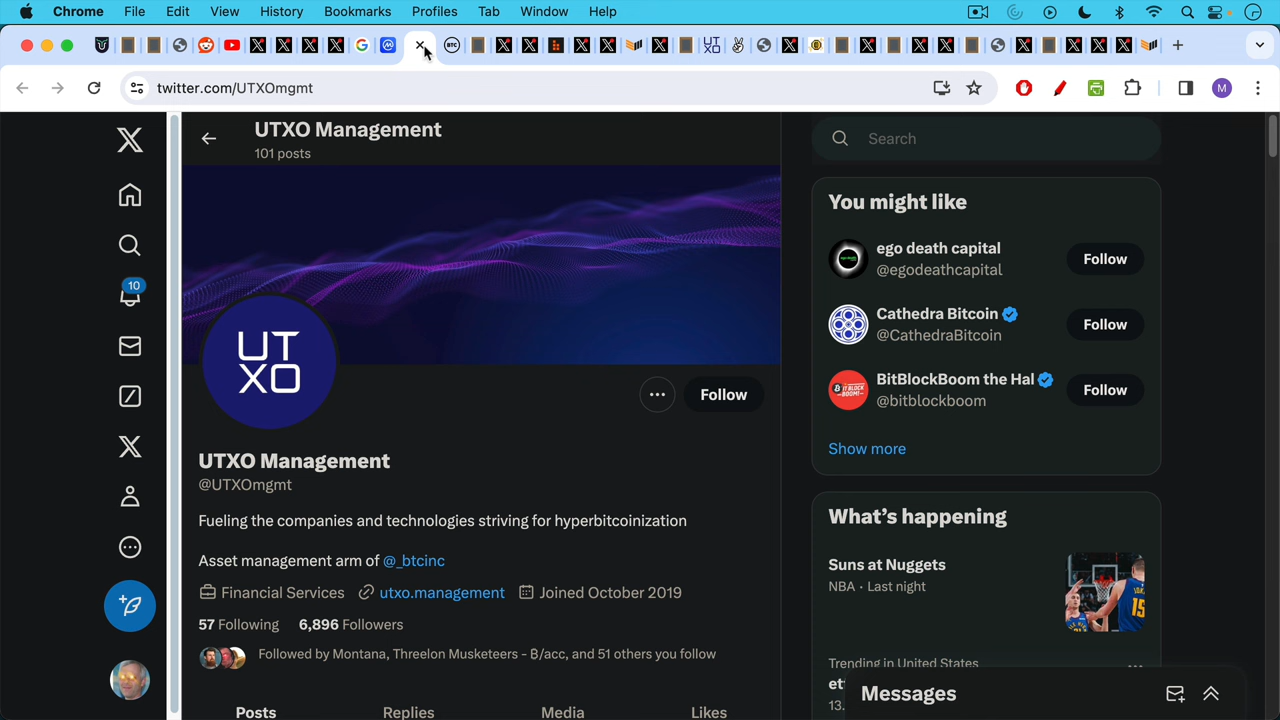 Chrome File Edit View History Bookmarks Profiles Tab Window Help
twitter.com/UTXOmgmt
M
UTXO Management
101 posts
Search
You might like
ego death capital
@egodeathcapital
Follow
Cathedra Bitcoin
@CathedraBitcoin
Follow
BitBlockBoom the Hal
@bitblockboom
Follow
Show more
10
UT
XO
Follow
UTXO Management
@UTXOmgmt
Fueling the companies and technologies striving for hyperbitcoinization
Asset management arm of @_btcinc
Financial Services utxo.management Joined October 2019
57 Following 6,896 Followers
Followed by Montana, Threelon Musketeers - B/acc, and 51 others you follow
Posts Replies Media Likes
What's happening
Suns at Nuggets
NBA · Last night
Trending in United States
Messages